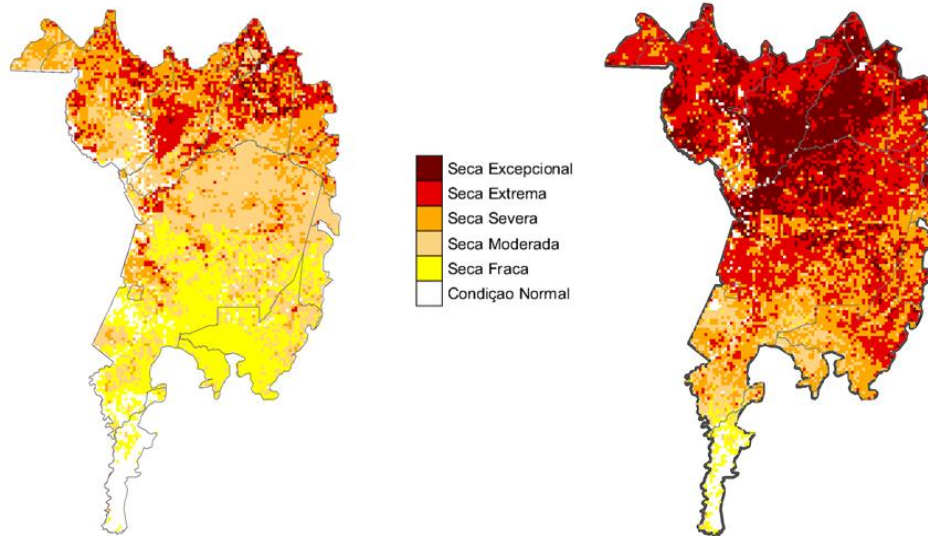 Seca Excepcional
Seca Extrema
Seca Severa
Seca Moderada
Seca Fraca
Condiçao Normal